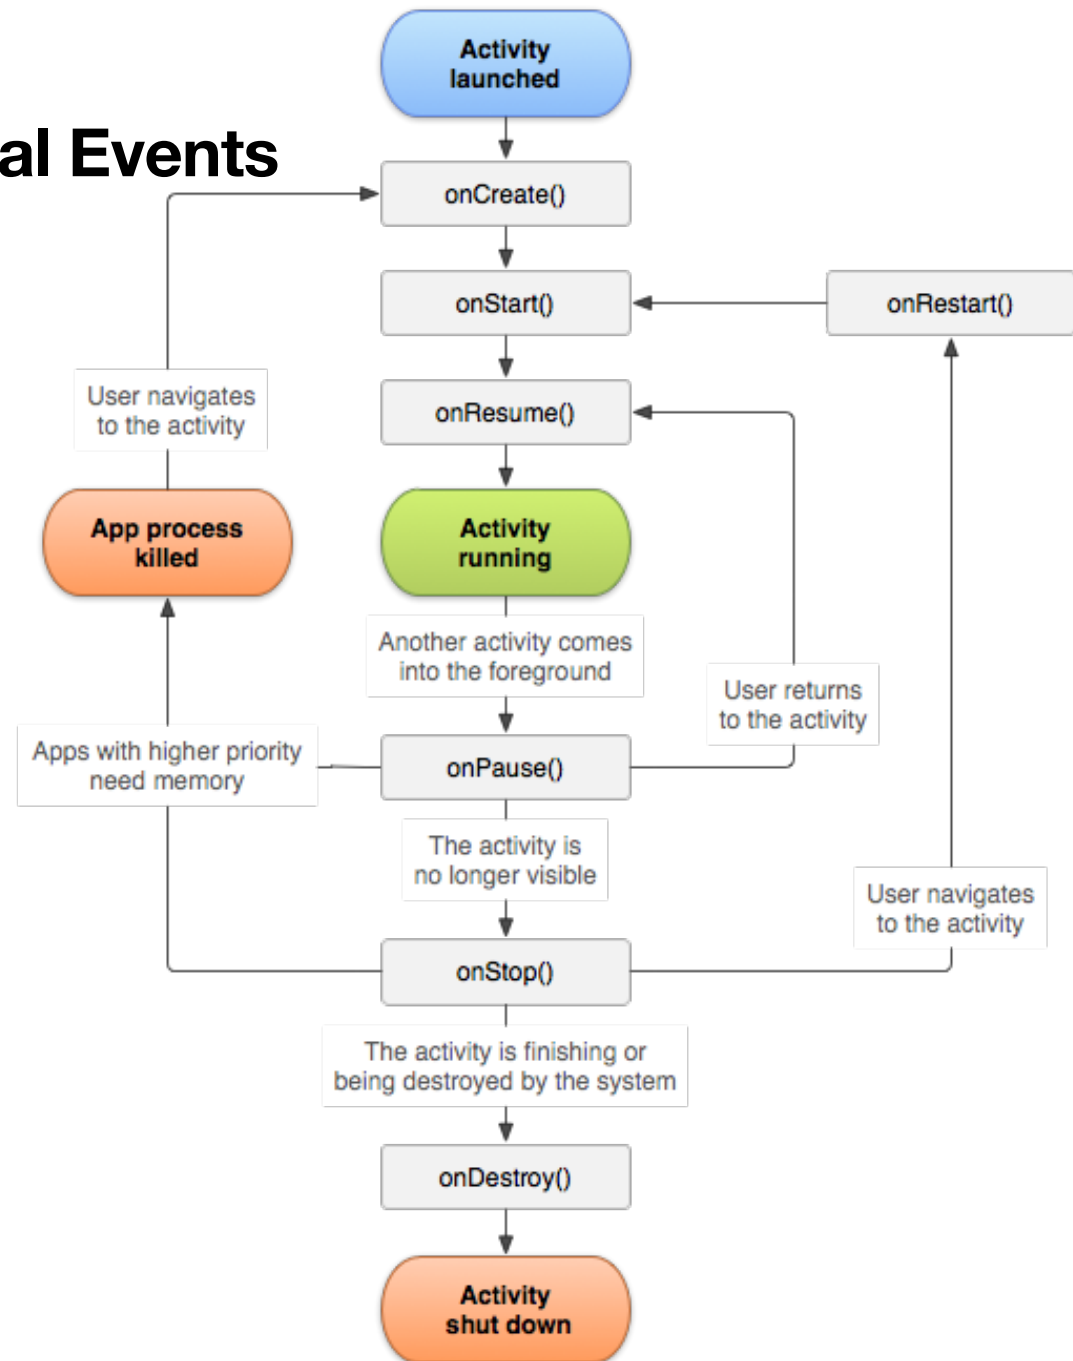 Activity
launched
al Events
onCreate()
onStart()
onRestart()
User navigates
to the activity
onResume()
App process
killed
Activity
running
Another activity comes
into the foreground
User returns
to the activity
Apps with higher priority
need memory
onPause()
The activity is
no longer visible
User navigates
to the activity
onStop()
The activity is finishing or
being destroyed by the system
onDestroy()
Activity
shut down